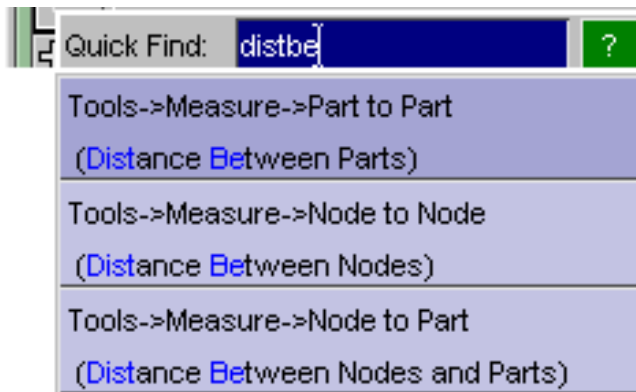 Quick Find: distbe ?
Tools->Measure->Part to Part
(Distance Between Parts)
Tools->Measure->Node to Node
(Distance Between Nodes)
Tools->Measure->Node to Part
(Distance Between Nodes and Parts)